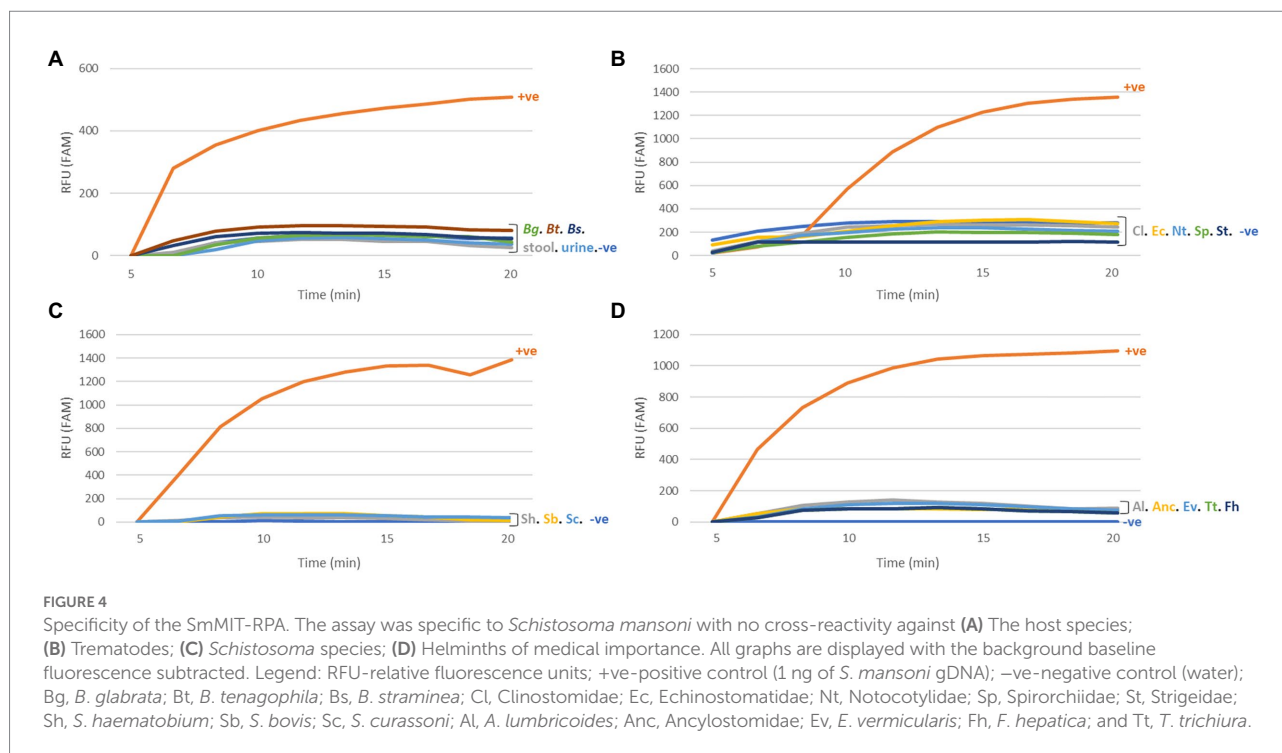 A
600
400
200
0
RFU (FAM)
5
10
15
20
Time (min)
+ve
Bg. Bt. Bs.
stool. urine.-ve
B
1600
1400
1200
1000
800
600
400
200
0
RFU (FAM)
5
10
15
20
Time (min)
+ve
Cl. Ec. Nt. Sp. St. -ve
C
1600
1400
1200
1000
800
600
400
200
0
RFU (FAM)
5
10
15
20
Time (min)
+ve
Sh. Sb. Sc. -ve
D
1200
1000
800
600
400
200
0
RFU (FAM)
5
10
15
20
Time (min)
+ve
Al. Anc. Ev. Tt. Fh
-ve
FIGURE 4
Specificity of the SmMIT-RPA. The assay was specific to Schistosoma mansoni with no cross-reactivity against (A) The host species;
(B) Trematodes; (C) Schistosoma species; (D) Helminths of medical importance. All graphs are displayed with the background baseline
fluorescence subtracted. Legend: RFU-relative fluorescence units; +ve-positive control (1 ng of S. mansoni gDNA); –ve-negative control (water);
Bg, B. glabrata; Bt, B. tenagophila; Bs, B. straminea; Cl, Clinostomidae; Ec, Echinostomatidae; Nt, Notocotylidae; Sp, Spirorchiidae; St, Strigeidae;
Sh, S. haematobium; Sb, S. bovis; Sc, S. curassoni; Al, A. lumbricoides; Anc, Ancylostomidae; Ev, E. vermicularis; Fh, F. hepatica; and Tt, T. trichiura.